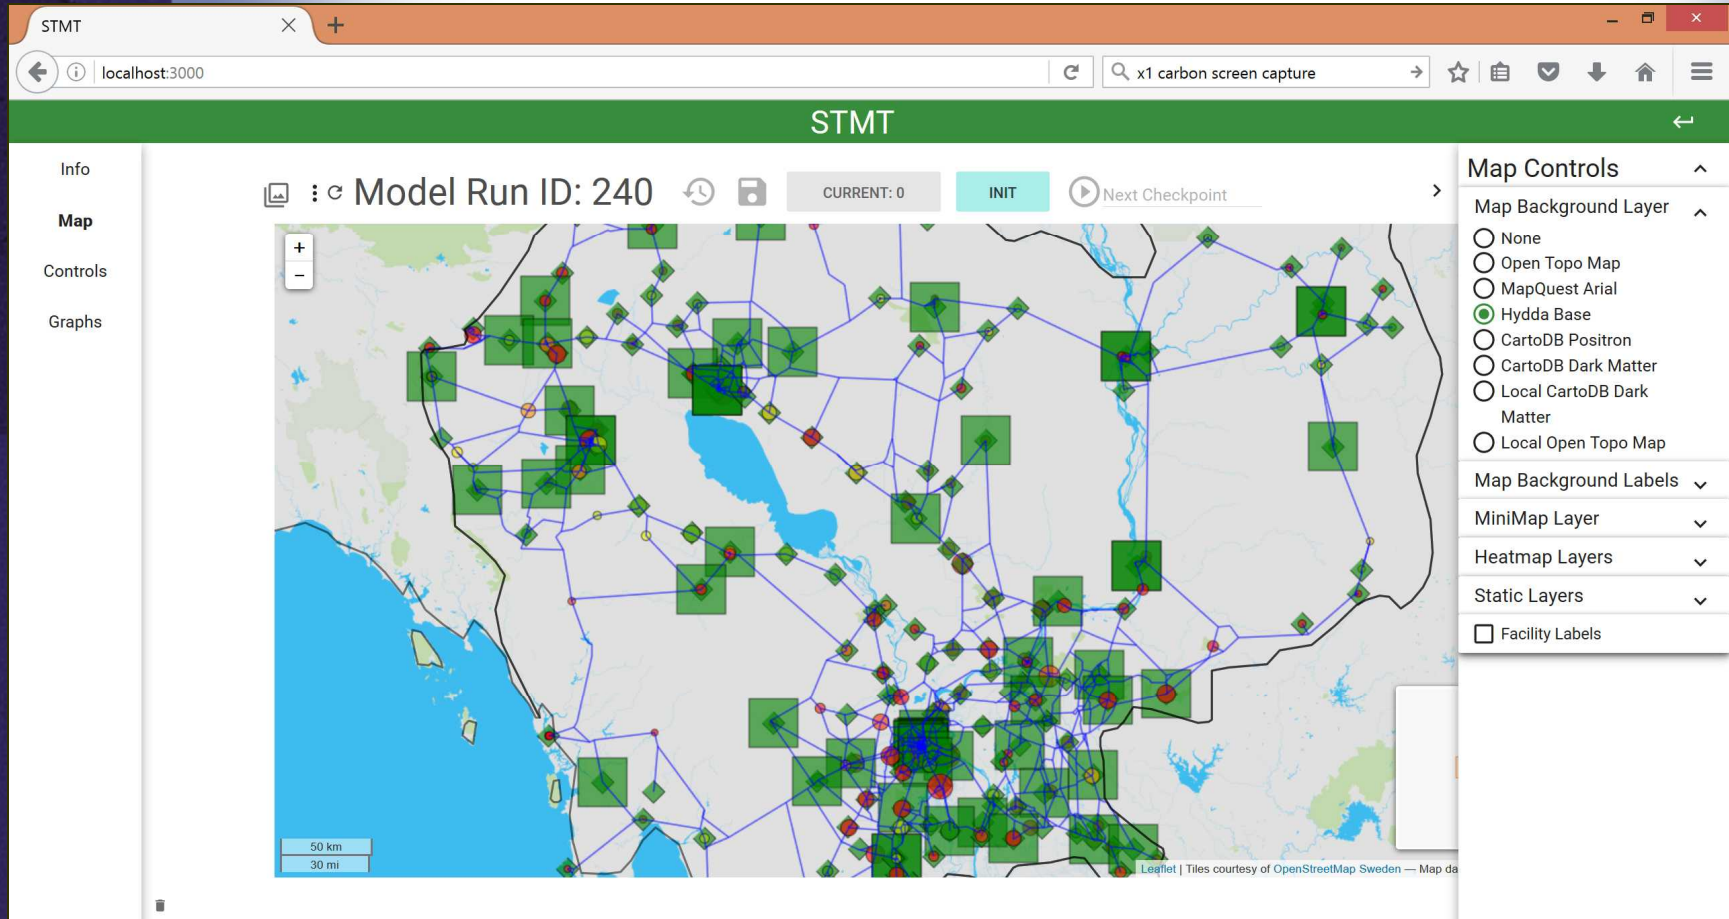 STMT
localhost:3000
x1 carbon screen capture
STMT
Info
Map
Controls
Graphs
Model Run ID: 240
CURRENT: 0
INIT
Next Checkpoint
+
−
50 km
30 mi
Leaflet | Tiles courtesy of OpenStreetMap Sweden — Map da
Map Controls
Map Background Layer
None
Open Topo Map
MapQuest Arial
Hydda Base
CartoDB Positron
CartoDB Dark Matter
Local CartoDB Dark
Matter
Local Open Topo Map
Map Background Labels
MiniMap Layer
Heatmap Layers
Static Layers
Facility Labels